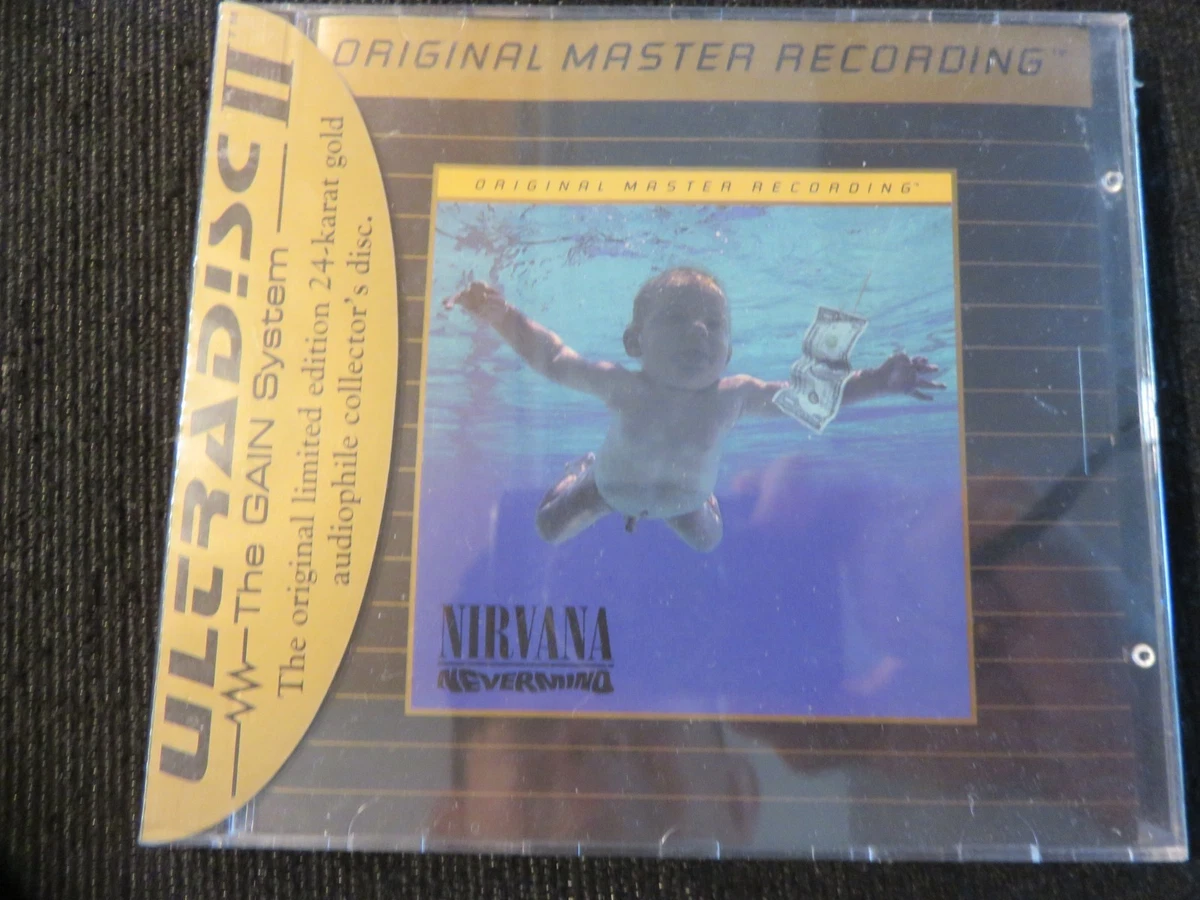 ORIGINAL MASTER RECORDING™
ULTRADISC II™
The GAIN System
The original limited edition 24-karat gold
audiophile collector's disc.
ORIGINAL MASTER RECORDING™
NIRVANA
NEVERMIND